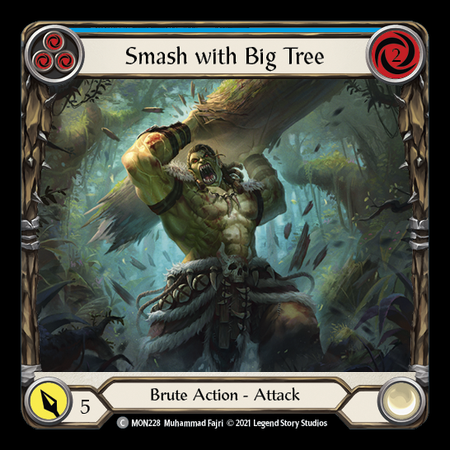 Smash with Big Tree
2
Brute Action - Attack
5
C MON228 Muhammad Fajri © 2021 Legend Story Studios